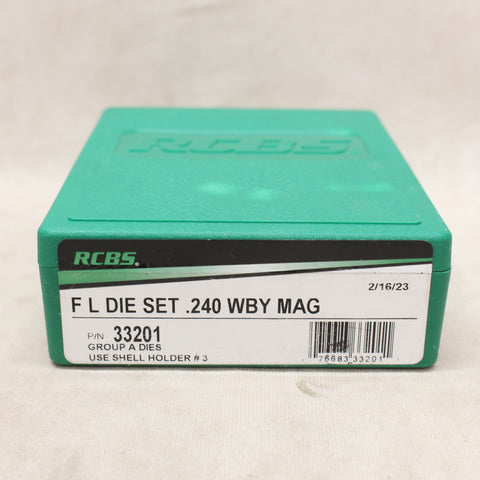 RCBS.
RCBS.
2/16/23
F L DIE SET .240 WBY MAG
P/N 33201
GROUP A DIES
USE SHELL HOLDER # 3
76683 33201